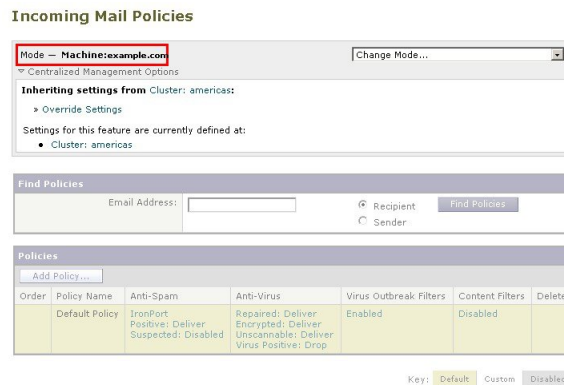 Incoming Mail Policies
Mode — Machine:example.com
Change Mode...
Centralized Management Options
Inheriting settings from Cluster: americas:
» Override Settings
Settings for this feature are currently defined at:
• Cluster: americas
Find Policies
Email Address:
Recipient
Sender
Find Policies
Policies
Add Policy...
Order Policy Name Anti-Spam Anti-Virus Virus Outbreak Filters Content Filters Delete
Default Policy IronPort Repaired: Deliver Enabled Disabled
Positive: Deliver Encrypted: Deliver
Suspected: Disabled Unscannable: Deliver
Virus Positive: Drop
Key: Default Custom Disabled